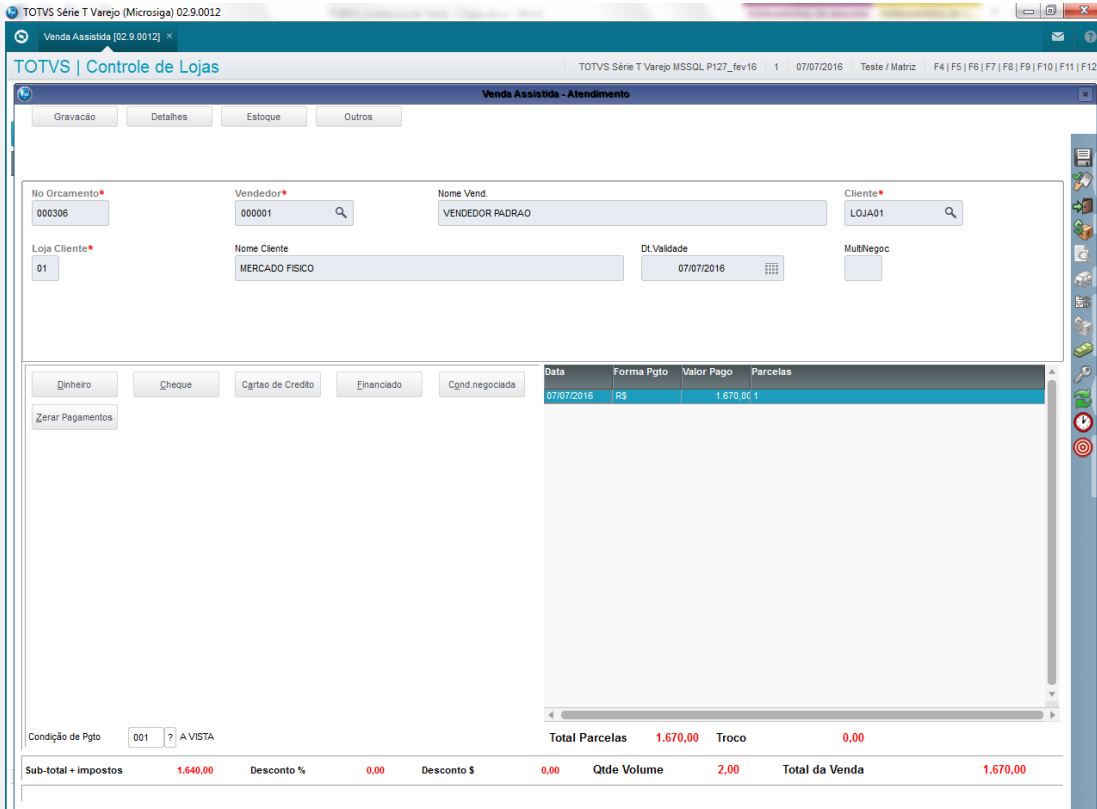 TOTVS Série T Varejo (Microsiga) 02.9.0012
Venda Assistida [02.9.0012] ×
TOTVS | Controle de Lojas
TOTVS Série T Varejo MSSQL P127_fev16 1 07/07/2016 Teste / Matriz F4 | F5 | F6 | F7 | F8 | F9 | F10 | F11 | F12
Venda Assistida - Atendimento
Gravacão Detalhes Estoque Outros
No Orcamento* Vendedor* Nome Vend. Cliente*
000306 000001 VENDEDOR PADRAO LOJA01
Loja Cliente* Nome Cliente Dt.Validade MultiNegoc
01 MERCADO FISICO 07/07/2016
Dinheiro Cheque Cartao de Credito Financiado Cond.negociada
Zerar Pagamentos
Data Forma Pgto Valor Pago Parcelas
07/07/2016 R$ 1.670,00 1
Condição de Pgto 001 ? A VISTA
Total Parcelas 1.670,00 Troco 0,00
Sub-total + impostos 1.640,00 Desconto % 0,00 Desconto $ 0,00 Qtde Volume 2,00 Total da Venda 1.670,00